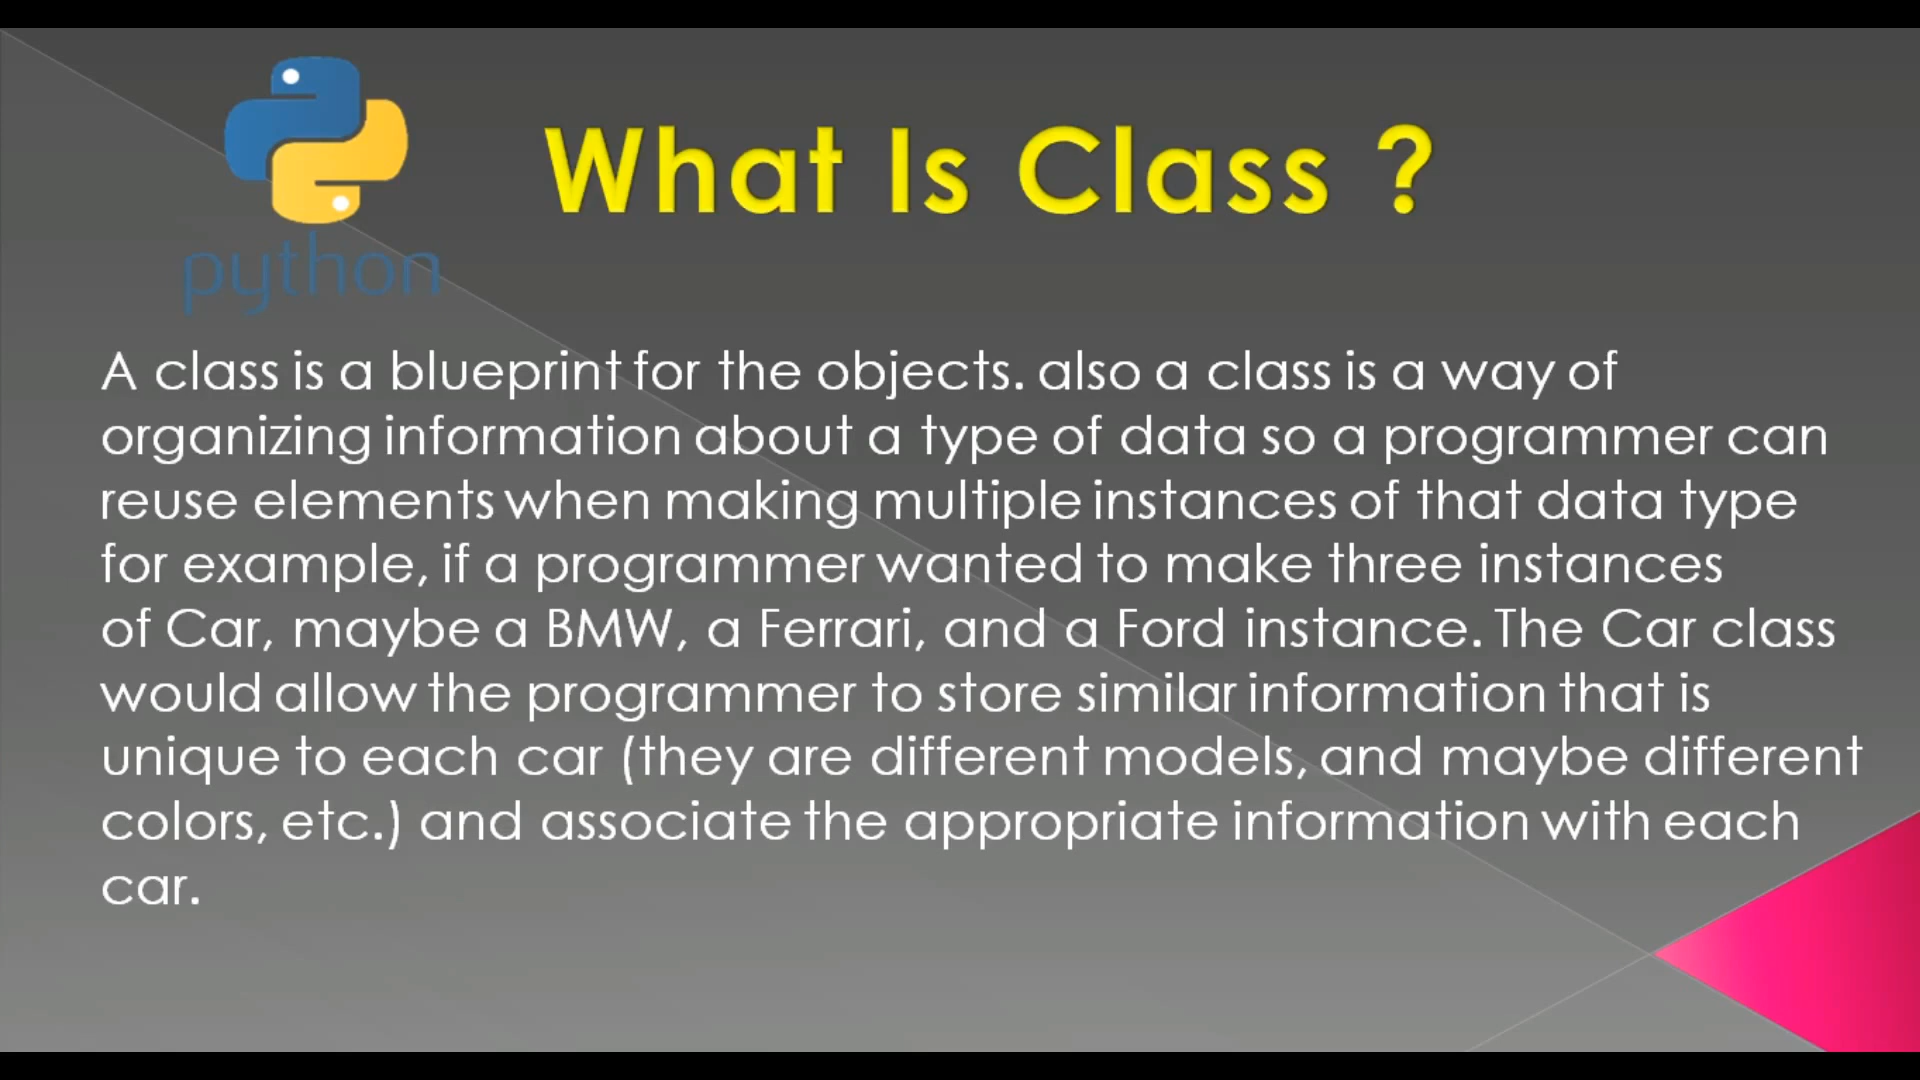 python
What Is Class ?
A class is a blueprint for the objects. also a class is a way of
organizing information about a type of data so a programmer can
reuse elements when making multiple instances of that data type
for example, if a programmer wanted to make three instances
of Car, maybe a BMW, a Ferrari, and a Ford instance. The Car class
would allow the programmer to store similar information that is
unique to each car (they are different models, and maybe different
colors, etc.) and associate the appropriate information with each
car.